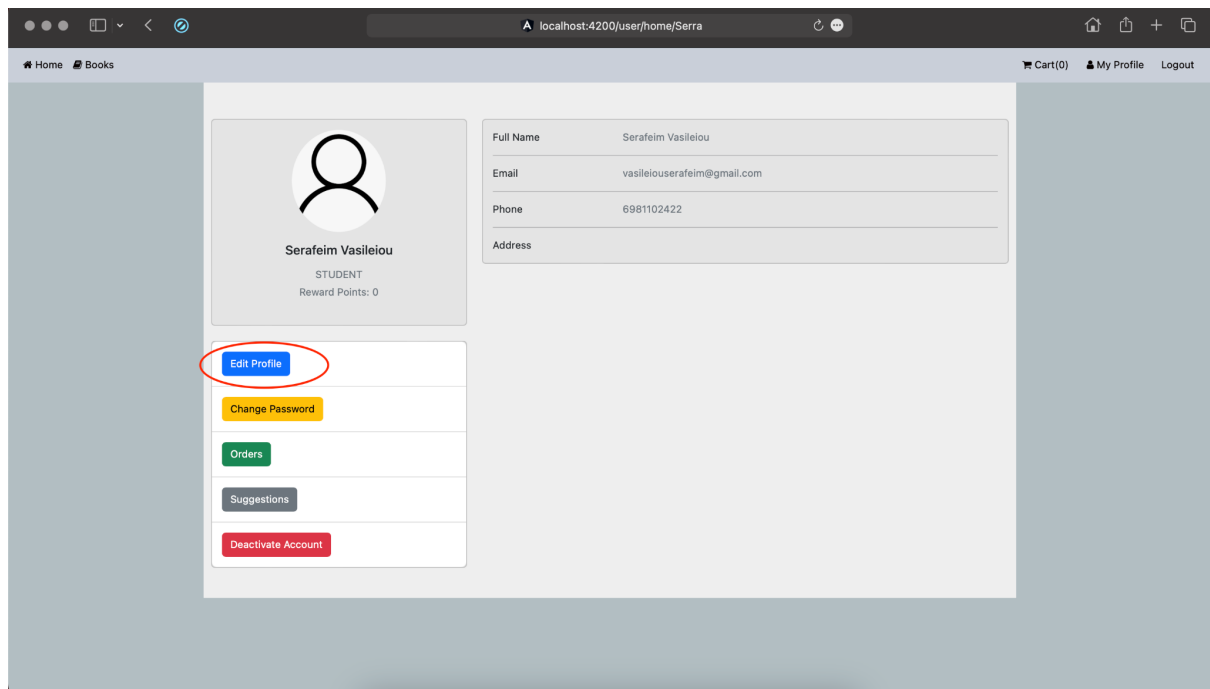 localhost:4200/user/home/Serra
Home Books Cart(0) My Profile Logout
Serafeim Vasileiou
STUDENT
Reward Points: 0
Full Name Serafeim Vasileiou
Email vasileiouserafeim@gmail.com
Phone 6981102422
Address
Edit Profile
Change Password
Orders
Suggestions
Deactivate Account